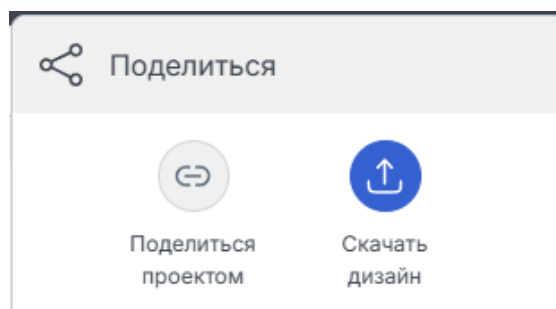 Поделиться
Поделиться
проектом
Скачать
дизайн